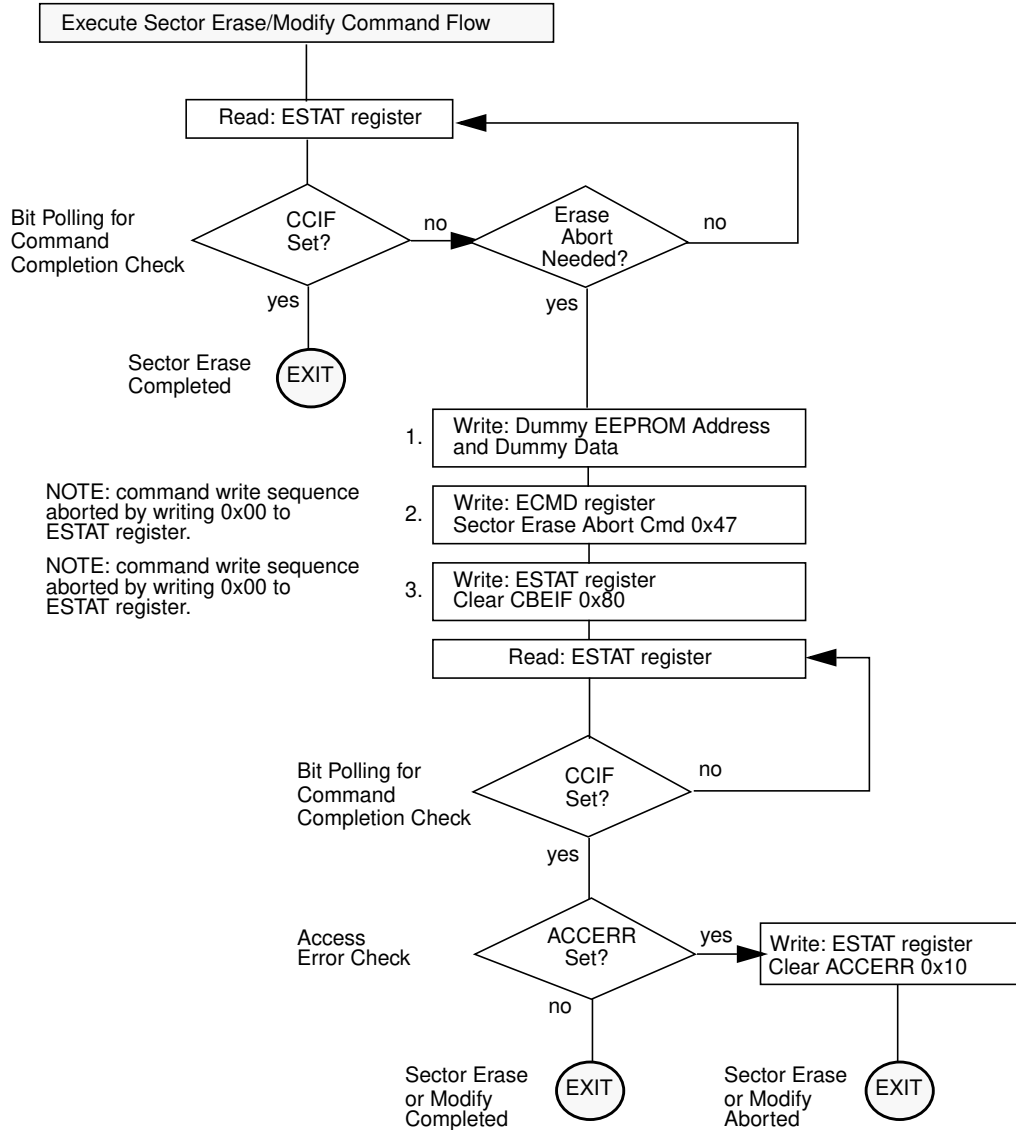 Execute Sector Erase/Modify Command Flow
Read: ESTAT register
Bit Polling for
Command
Completion Check
CCIF
Set?
no
Erase
Abort
Needed?
no
yes
yes
Sector Erase
Completed
EXIT
1.
Write: Dummy EEPROM Address
and Dummy Data
NOTE: command write sequence
aborted by writing 0x00 to
ESTAT register.
2.
Write: ECMD register
Sector Erase Abort Cmd 0x47
NOTE: command write sequence
aborted by writing 0x00 to
ESTAT register.
3.
Write: ESTAT register
Clear CBEIF 0x80
Read: ESTAT register
Bit Polling for
Command
Completion Check
CCIF
Set?
no
yes
Access
Error Check
ACCERR
Set?
yes
Write: ESTAT register
Clear ACCERR 0x10
no
Sector Erase
or Modify
Completed
EXIT
Sector Erase
or Modify
Aborted
EXIT